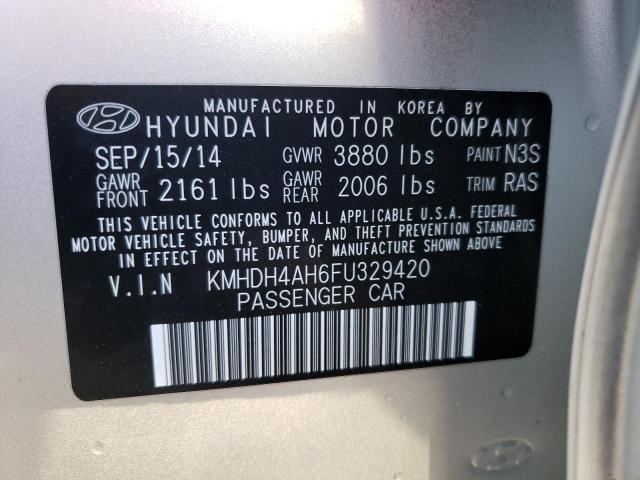 MANUFACTURED IN KOREA BY
HYUNDAI MOTOR COMPANY
SEP/15/14 GVWR 3880 lbs PAINT N3S
GAWR FRONT 2161 lbs GAWR REAR 2006 lbs TRIM RAS
THIS VEHICLE CONFORMS TO ALL APPLICABLE U.S.A. FEDERAL
MOTOR VEHICLE SAFETY, BUMPER, AND THEFT PREVENTION STANDARDS
IN EFFECT ON THE DATE OF MANUFACTURE SHOWN ABOVE.
V.I.N KMHDH4AH6FU329420
PASSENGER CAR